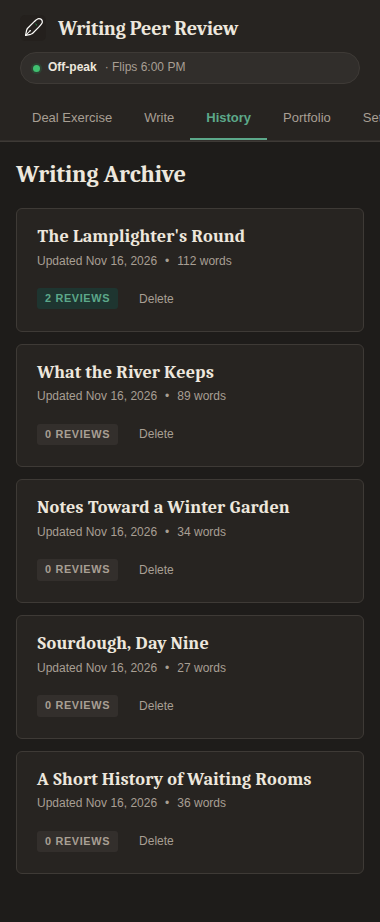 Writing Peer Review
Off-peak · Flips 6:00 PM
Deal Exercise Write History Portfolio Set
Writing Archive
The Lamplighter's Round
Updated Nov 16, 2026 • 112 words
2 REVIEWS Delete
What the River Keeps
Updated Nov 16, 2026 • 89 words
0 REVIEWS Delete
Notes Toward a Winter Garden
Updated Nov 16, 2026 • 34 words
0 REVIEWS Delete
Sourdough, Day Nine
Updated Nov 16, 2026 • 27 words
0 REVIEWS Delete
A Short History of Waiting Rooms
Updated Nov 16, 2026 • 36 words
0 REVIEWS Delete